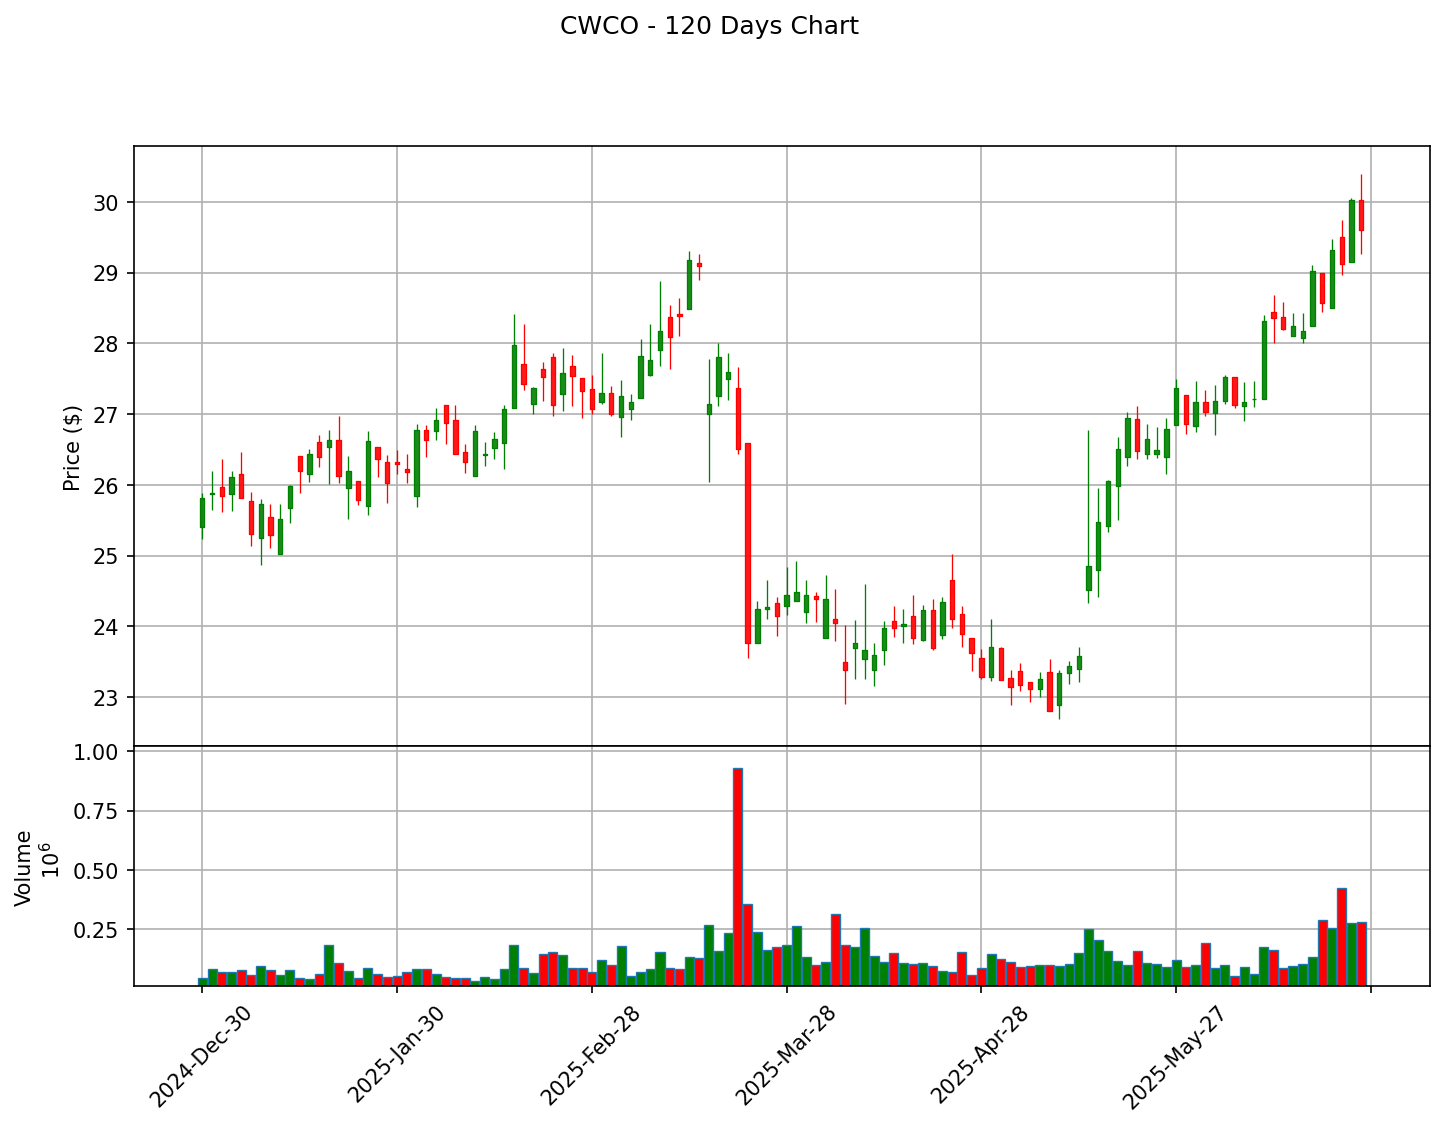 CWCO - 120 Days Chart
30
29
28
27
26
25
24
23
Price ($)
1.00
0.75
0.50
0.25
Volume
10⁶
2024-Dec-30
2025-Jan-30
2025-Feb-28
2025-Mar-28
2025-Apr-28
2025-May-27